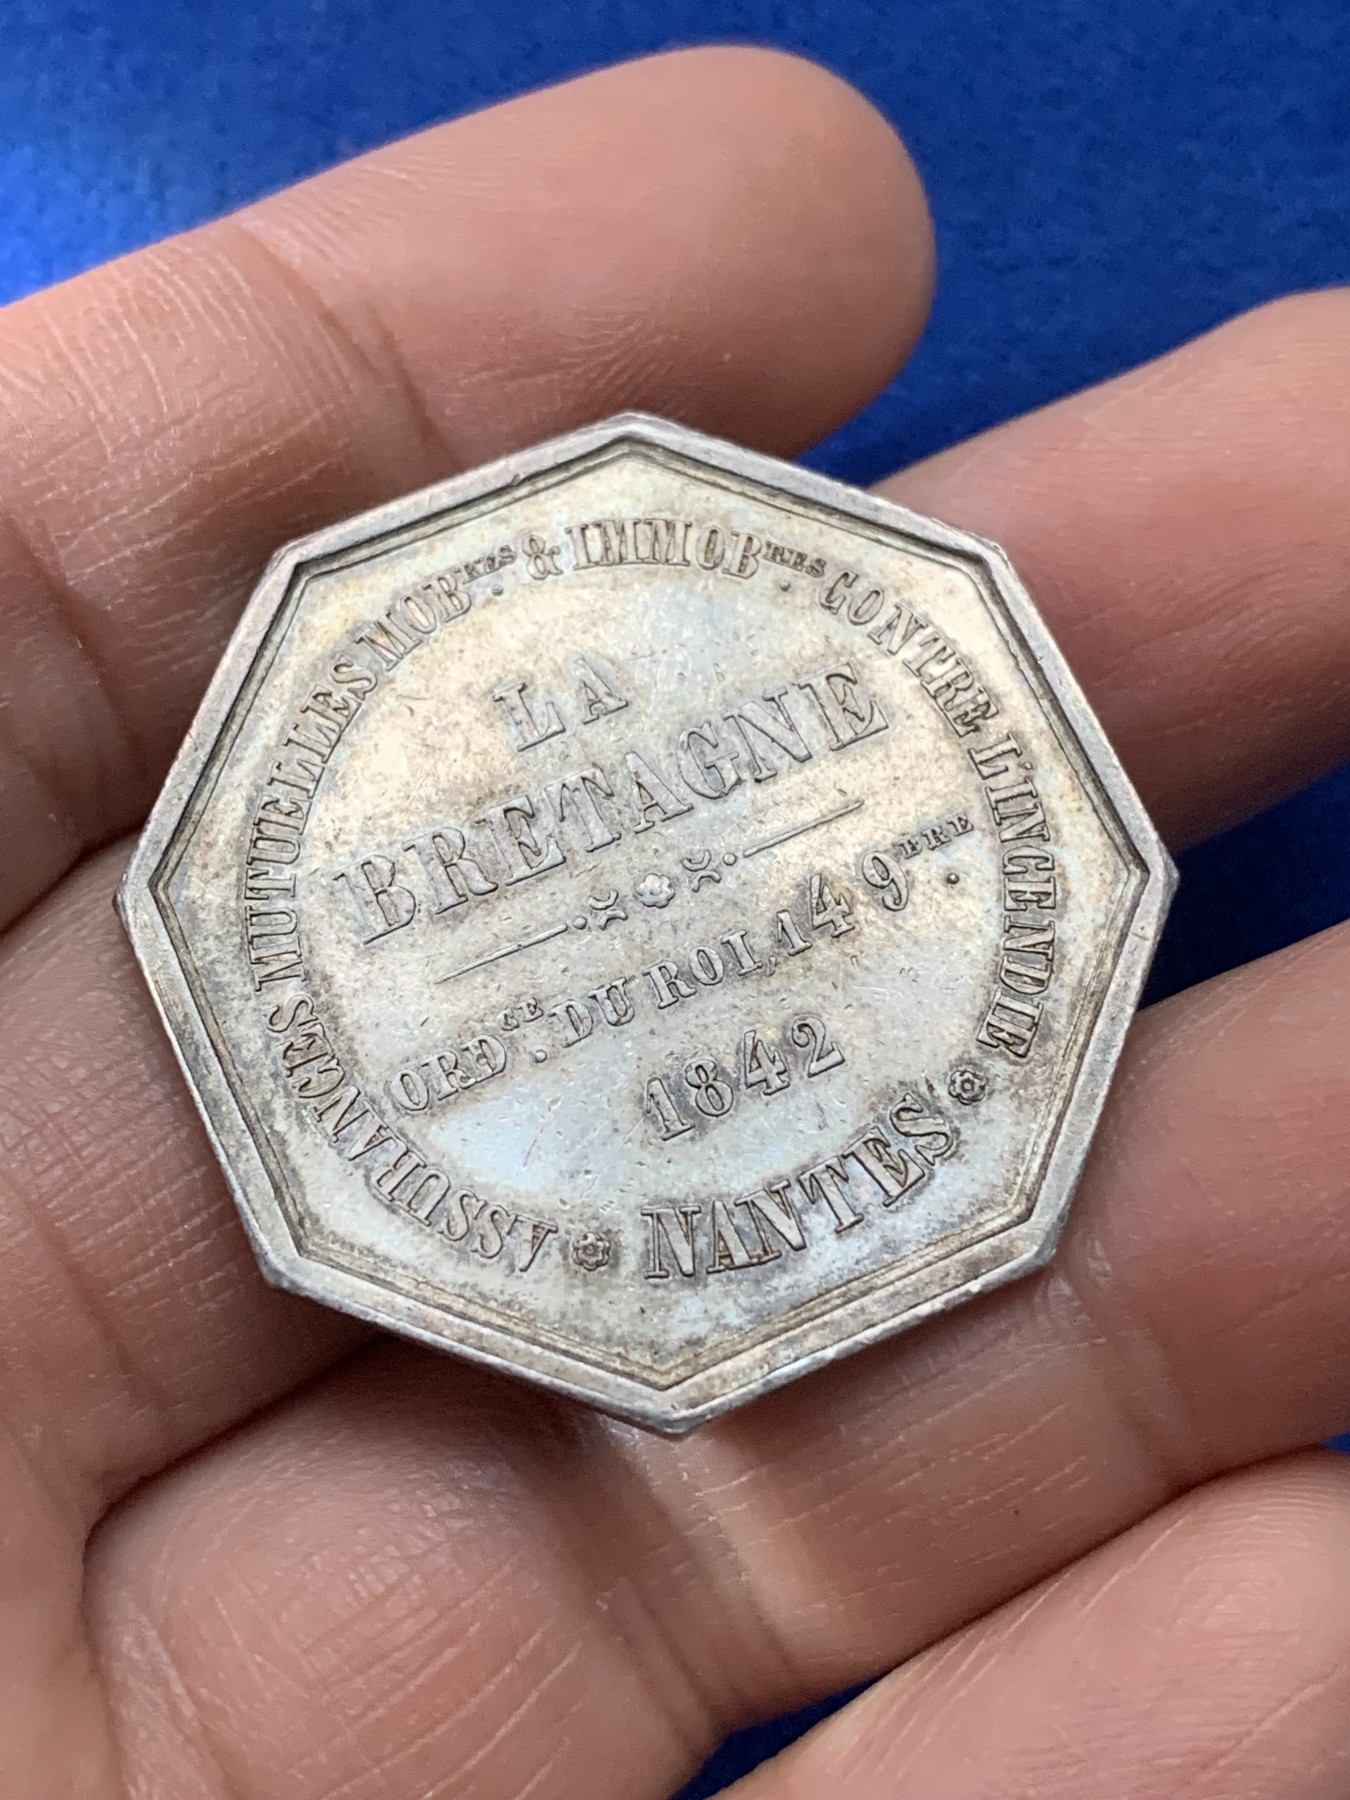 ASSURANCES MUTUELLES MOBRES. & IMMOBRES. CONTRE L'INCENDIE
LA
BRETAGNE
ORDCE. DU ROI, 14 9BRE.
1842
NANTES